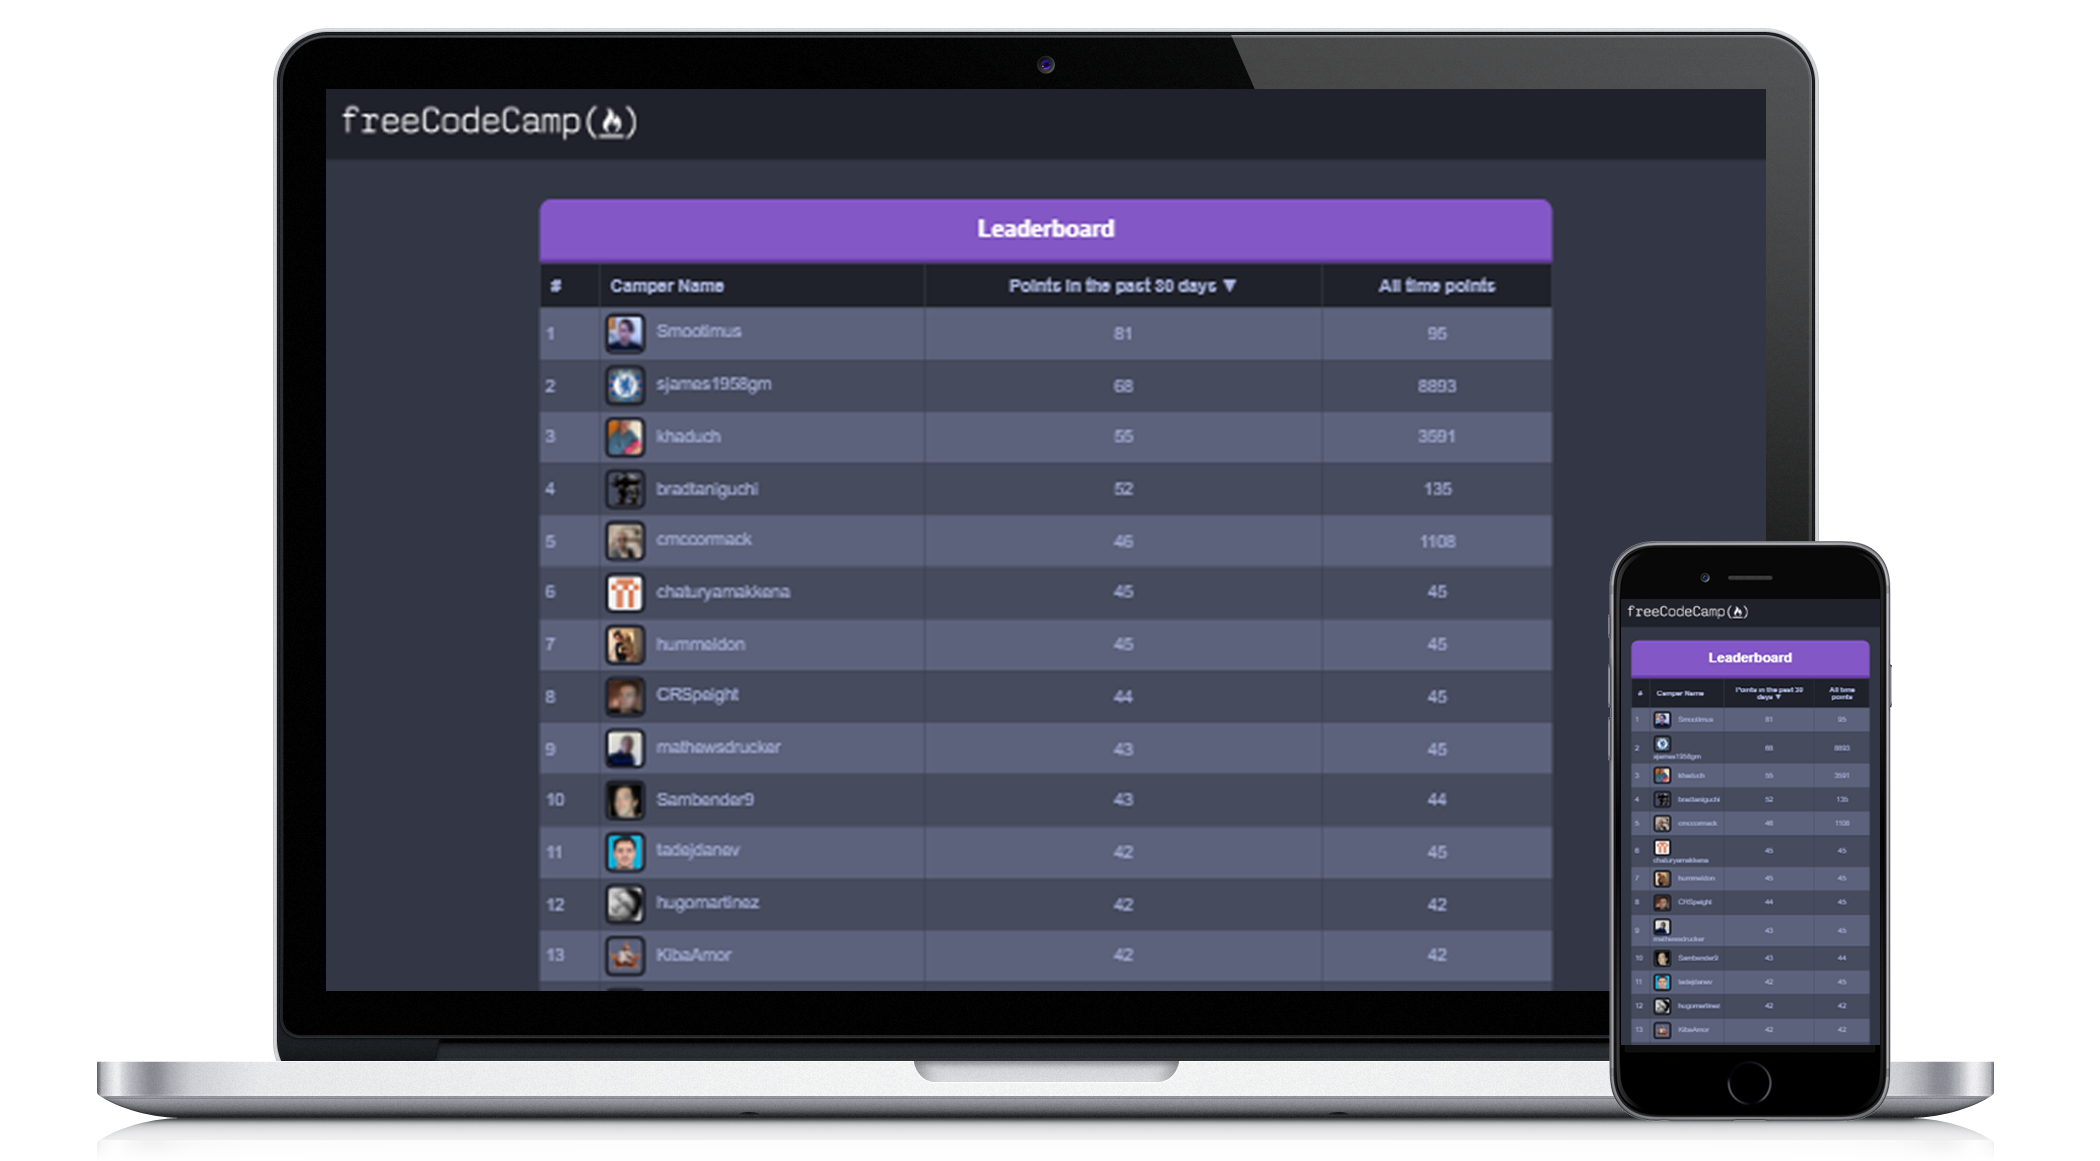 freeCodeCamp(🔥)
Leaderboard
# Camper Name Points in the past 30 days ▼ All time points
1 Smootimus 81 95
2 sjames1958gm 68 8893
3 khaduch 55 3591
4 bradtaniguchi 52 135
5 cmccormack 46 1108
6 chaturyamakkena 45 45
7 hummeldon 45 45
8 CRSpeight 44 45
9 mathewsdrucker 43 45
10 Sambender9 43 44
11 tadejdanev 42 45
12 hugomartinez 42 42
13 KibaAmor 42 42
freeCodeCamp(🔥)
Leaderboard
# Camper Name Points in the past 30
days ▼ All time
points
1 Smootimus 81 95
2 sjames1958gm 68 8893
3 khaduch 55 3591
4 bradtaniguchi 52 135
5 cmccormack 46 1108
6 chaturyamakkena 45 45
7 hummeldon 45 45
8 CRSpeight 44 45
9 mathewsdrucker 43 45
10 Sambender9 43 44
11 tadejdanev 42 45
12 hugomartinez 42 42
13 KibaAmor 42 42